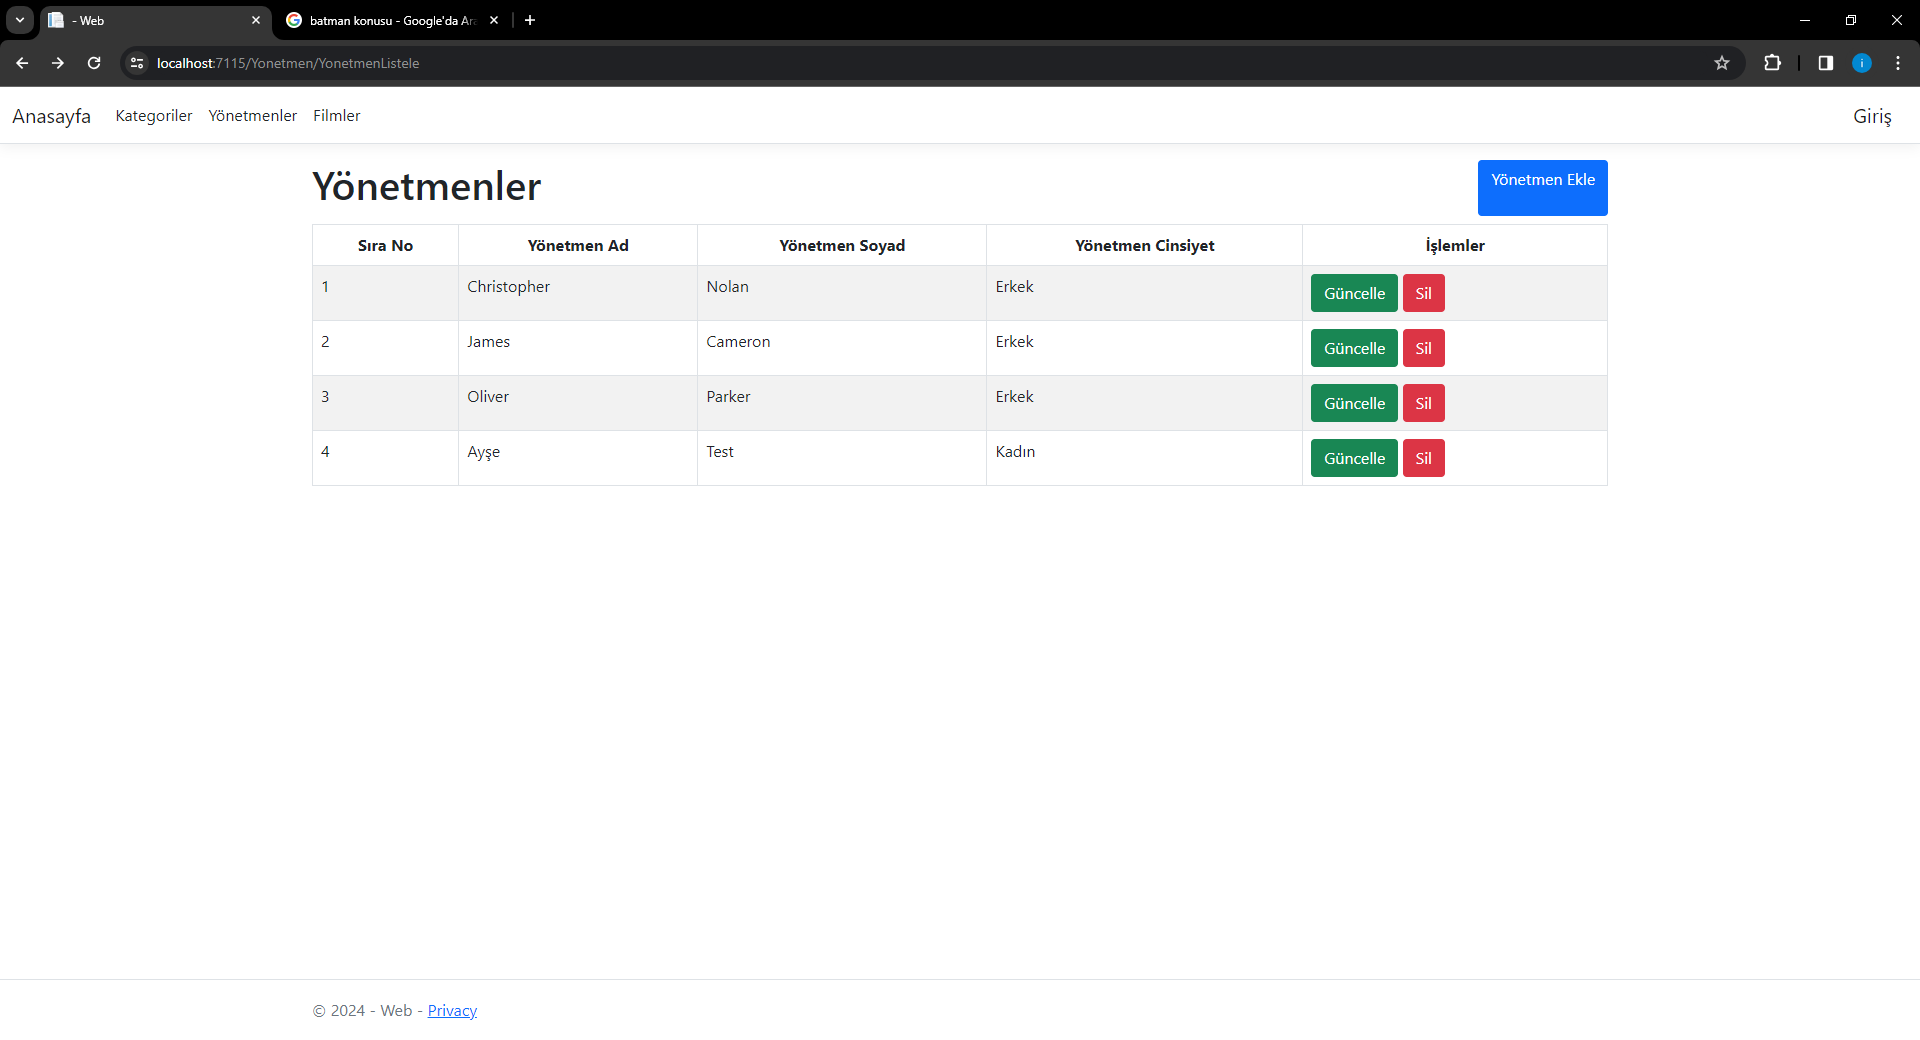 - Web
batman konusu - Google'da Ara
localhost:7115/Yonetmen/YonetmenListele
i
Anasayfa Kategoriler Yönetmenler Filmler Giriş
Yönetmenler
Yönetmen Ekle
Sıra No Yönetmen Ad Yönetmen Soyad Yönetmen Cinsiyet İşlemler
1 Christopher Nolan Erkek Güncelle Sil
2 James Cameron Erkek Güncelle Sil
3 Oliver Parker Erkek Güncelle Sil
4 Ayşe Test Kadın Güncelle Sil
© 2024 - Web - Privacy